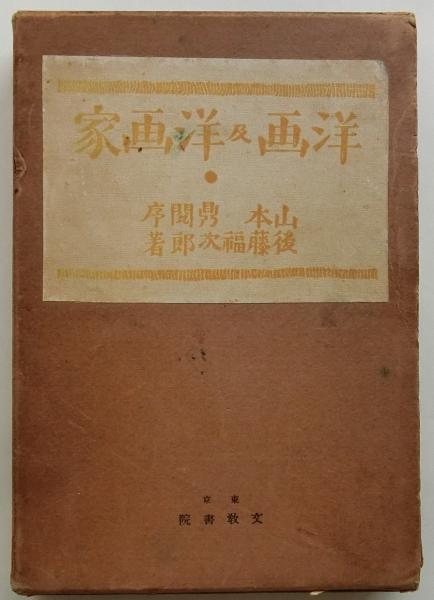 洋画及洋画家
山本鼎閲序
後藤福次郎著
東京
文教書院